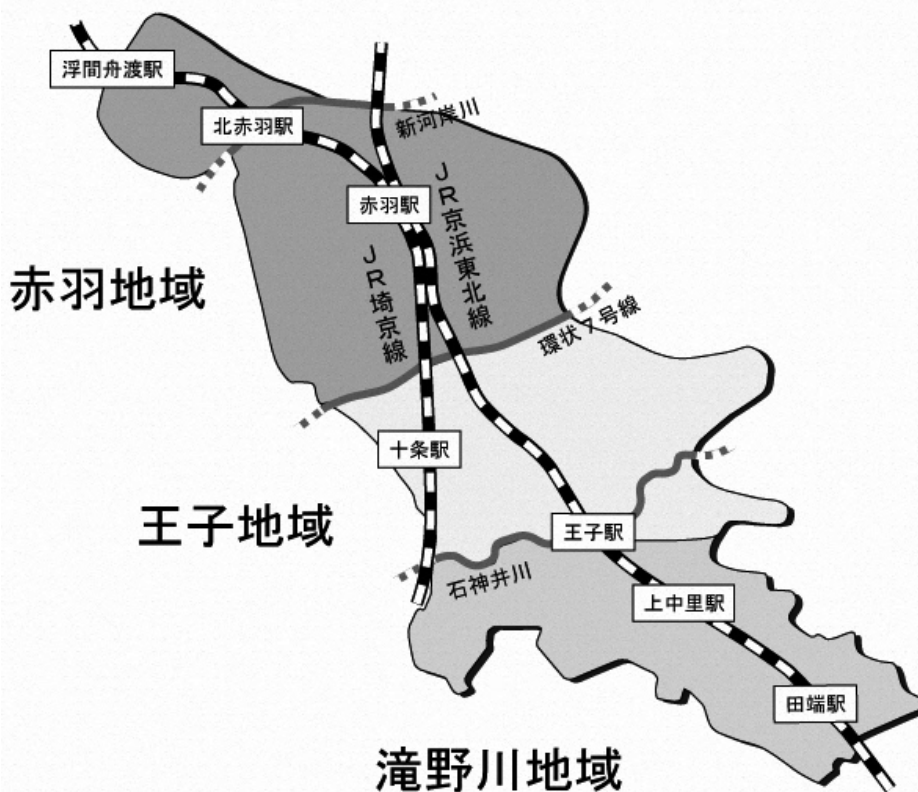 浮間舟渡駅
北赤羽駅
新河岸川
赤羽駅
JR京浜東北線
JR埼京線
赤羽地域
環状7号線
十条駅
王子地域
王子駅
石神井川
上中里駅
田端駅
滝野川地域